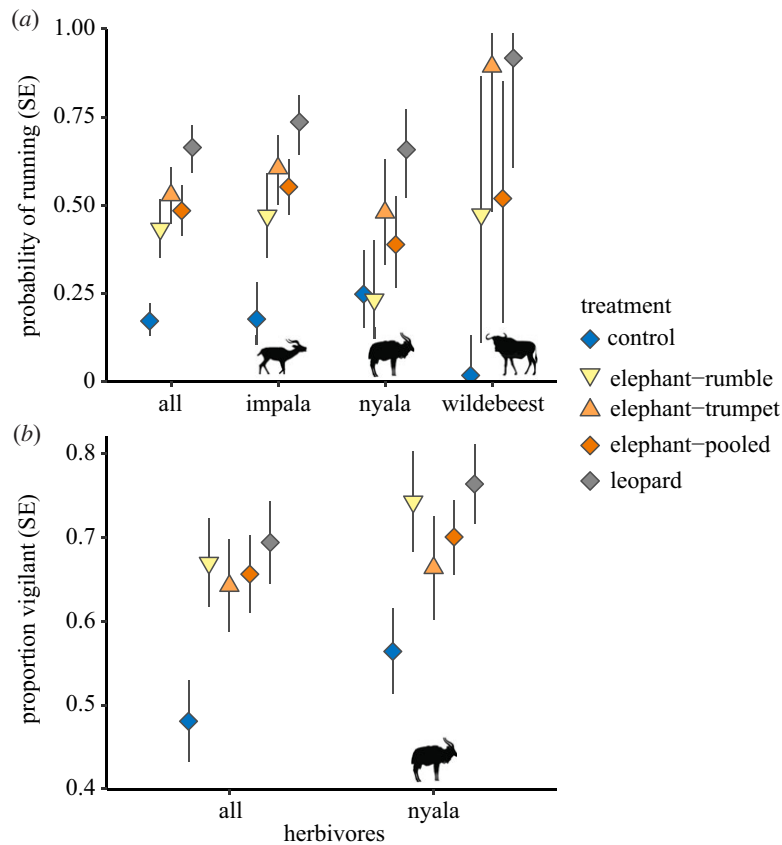 (a)
probability of running (SE)
1.00
0.75
0.50
0.25
0
all impala nyala wildebeest
treatment
control
elephant−rumble
elephant−trumpet
elephant−pooled
leopard
(b)
proportion vigilant (SE)
0.8
0.7
0.6
0.5
0.4
all nyala
herbivores